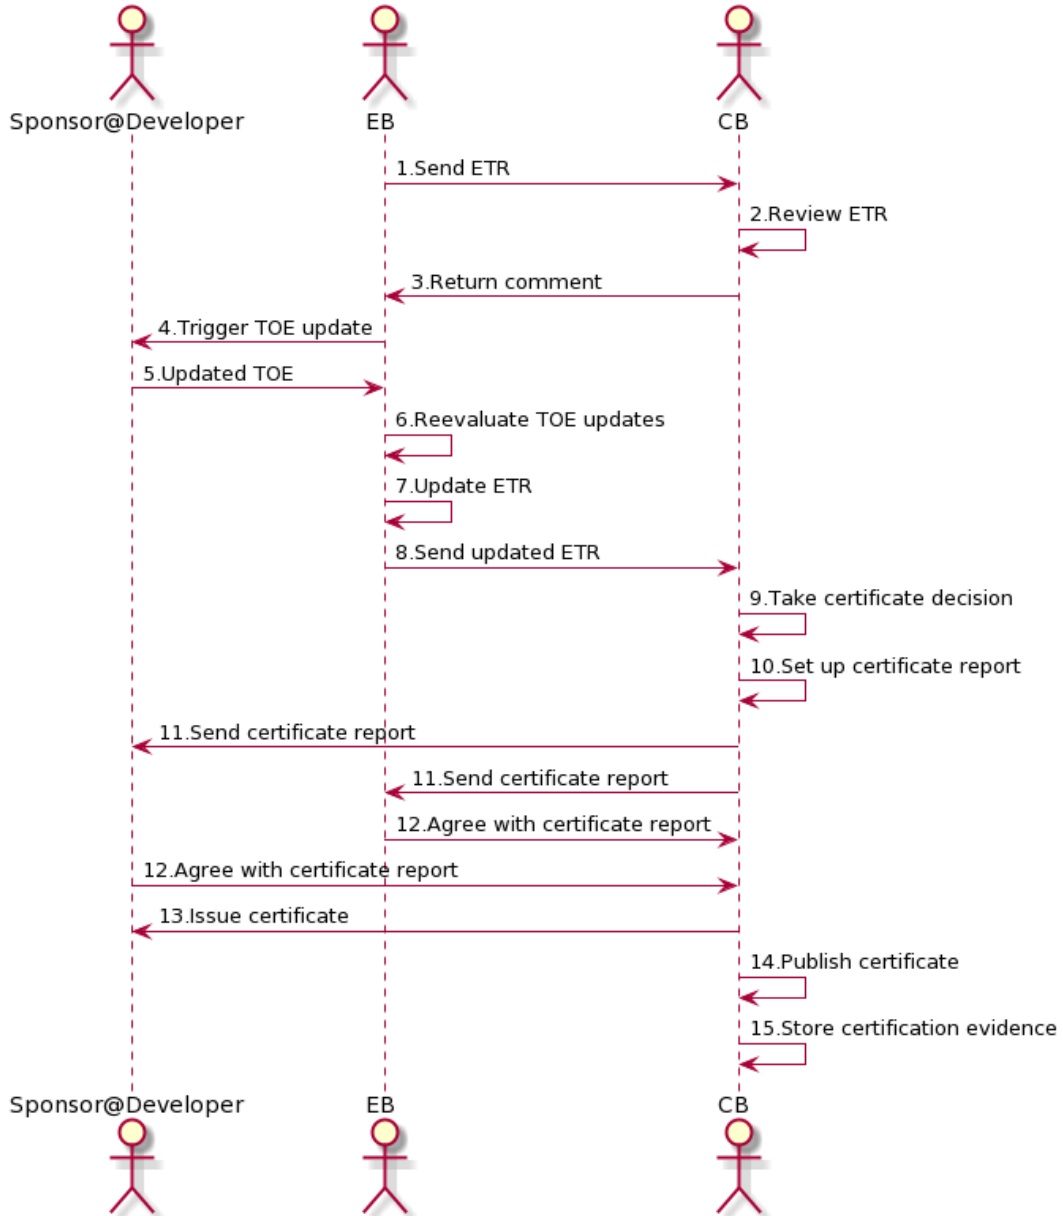 Sponsor@Developer
EB
CB
1.Send ETR
2.Review ETR
3.Return comment
4.Trigger TOE update
5.Updated TOE
6.Reevaluate TOE updates
7.Update ETR
8.Send updated ETR
9.Take certificate decision
10.Set up certificate report
11.Send certificate report
11.Send certificate report
12.Agree with certificate report
12.Agree with certificate report
13.Issue certificate
14.Publish certificate
15.Store certification evidence
Sponsor@Developer
EB
CB